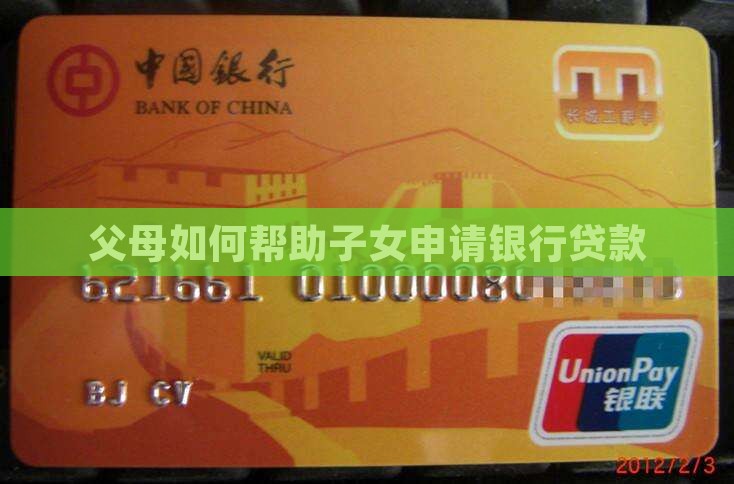 中国银行
BANK OF CHINA
长城工薪卡
父母如何帮助子女申请银行贷款
621661 01000080
VALID
THRU
BJ CV
UnionPay
银联
2012/2/3